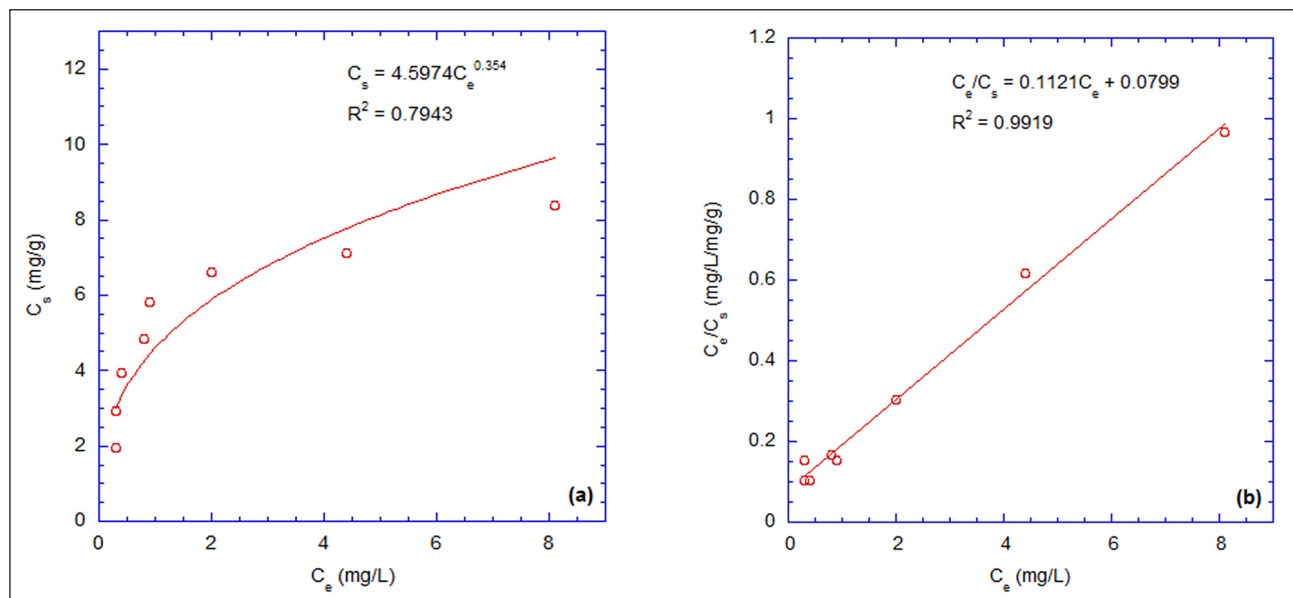 C_s = 4.5974C_e^0.354
R^2 = 0.7943
12
10
8
6
4
2
0
C_s (mg/g)
0 2 4 6 8
C_e (mg/L)
(a)
C_e/C_s = 0.1121C_e + 0.0799
R^2 = 0.9919
1.2
1
0.8
0.6
0.4
0.2
0
C_e/C_s (mg/L/mg/g)
0 2 4 6 8
C_e (mg/L)
(b)